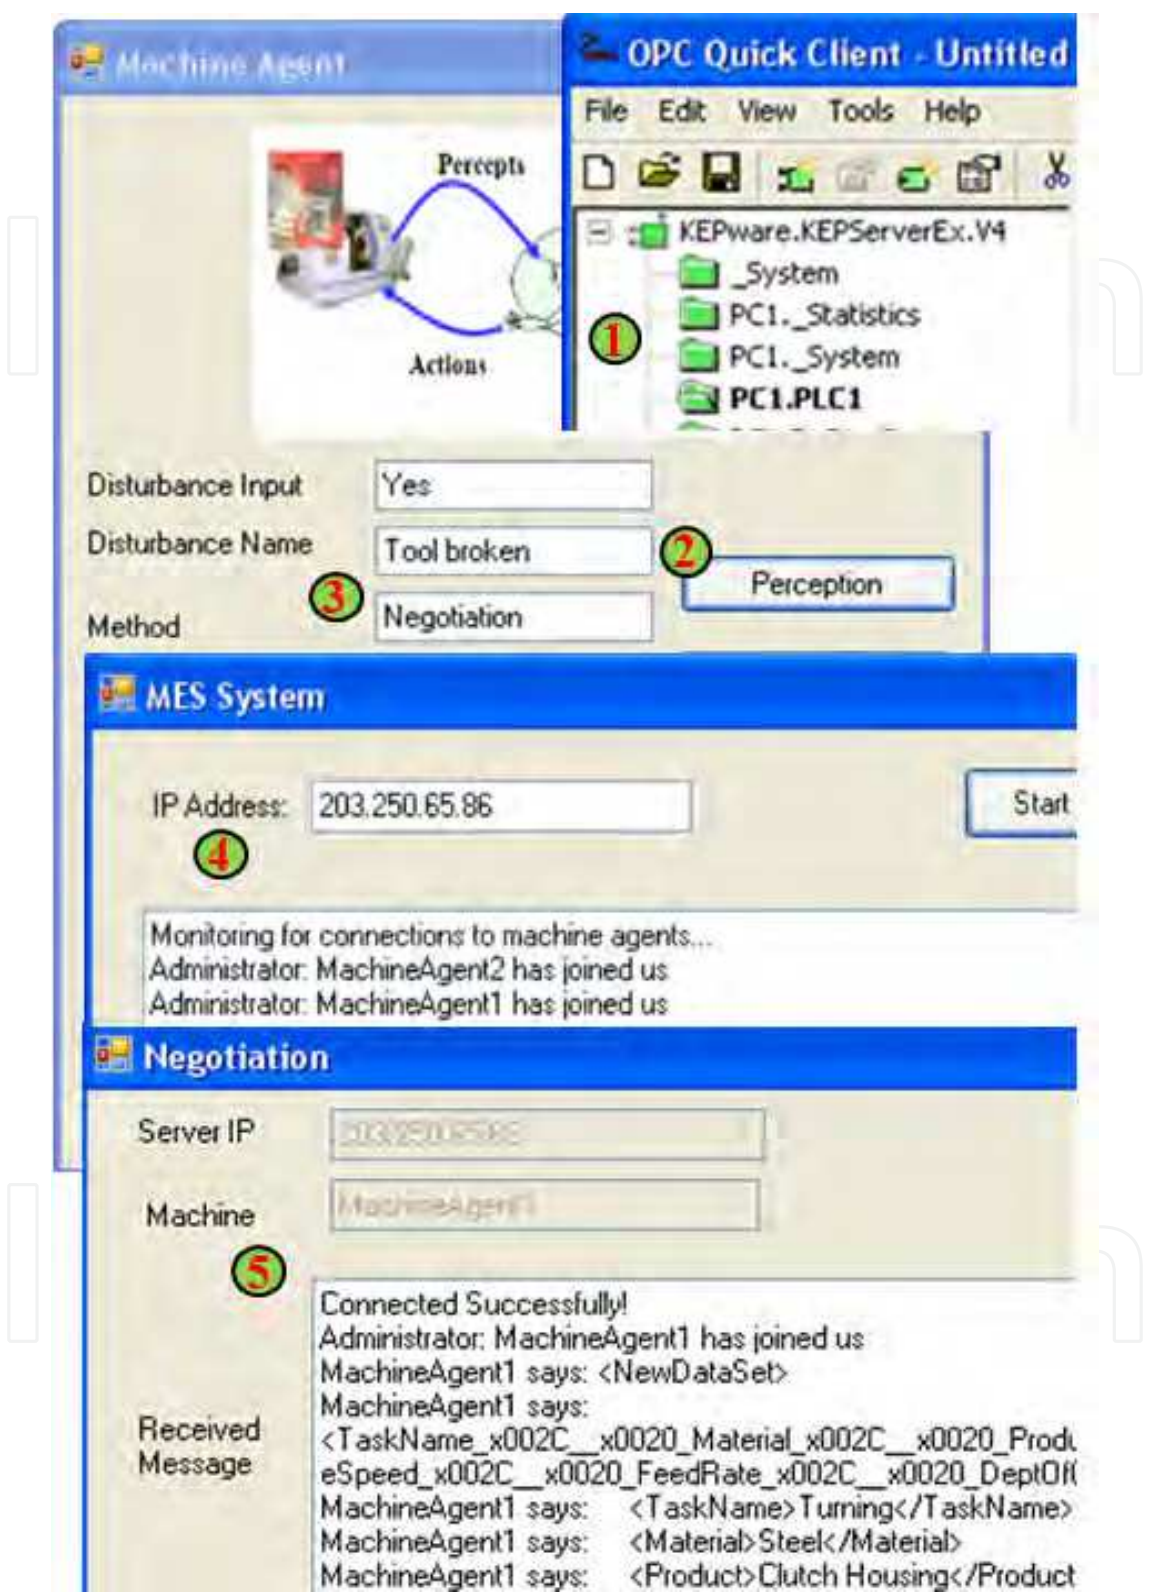 Machine Agent
OPC Quick Client - Untitled
File Edit View Tools Help
Percepts
Actions
KEPware.KEPServerEx.V4
_System
PC1._Statistics
1
PC1._System
PC1.PLC1
Disturbance Input Yes
Disturbance Name Tool broken
2
Perception
3
Method Negotiation
MES System
IP Address: 203.250.65.86 Start
4
Monitoring for connections to machine agents...
Administrator: MachineAgent2 has joined us
Administrator: MachineAgent1 has joined us
Negotiation
Server IP 203.250.65.86
Machine MachineAgent1
5
Received
Message
Connected Successfully!
Administrator: MachineAgent1 has joined us
MachineAgent1 says: <NewDataSet>
MachineAgent1 says:
<TaskName_x002C__x0020_Material_x002C__x0020_Produ
eSpeed_x002C__x0020_FeedRate_x002C__x0020_DeptOf
MachineAgent1 says: <TaskName>Turning</TaskName>
MachineAgent1 says: <Material>Steel</Material>
MachineAgent1 says: <Product>Clutch Housing</Product